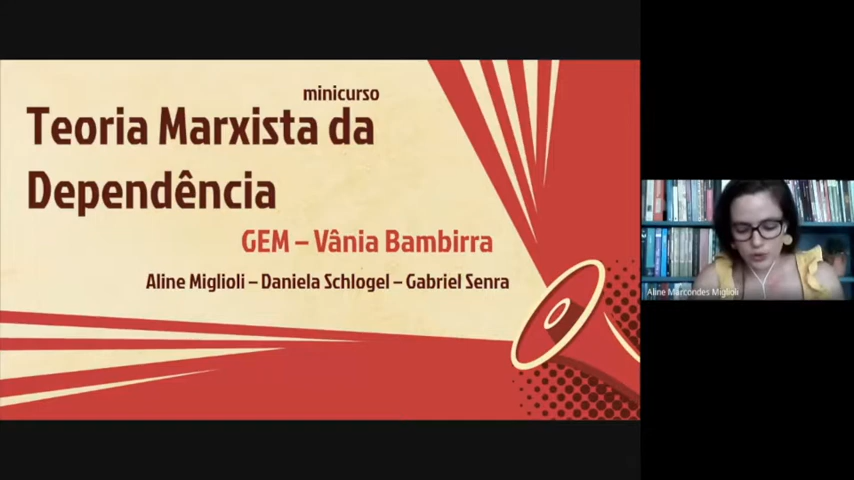 minicurso
Teoria Marxista da
Dependência
GEM – Vânia Bambirra
Aline Miglioli – Daniela Schlogel – Gabriel Senra
Aline Marcondes Miglioli